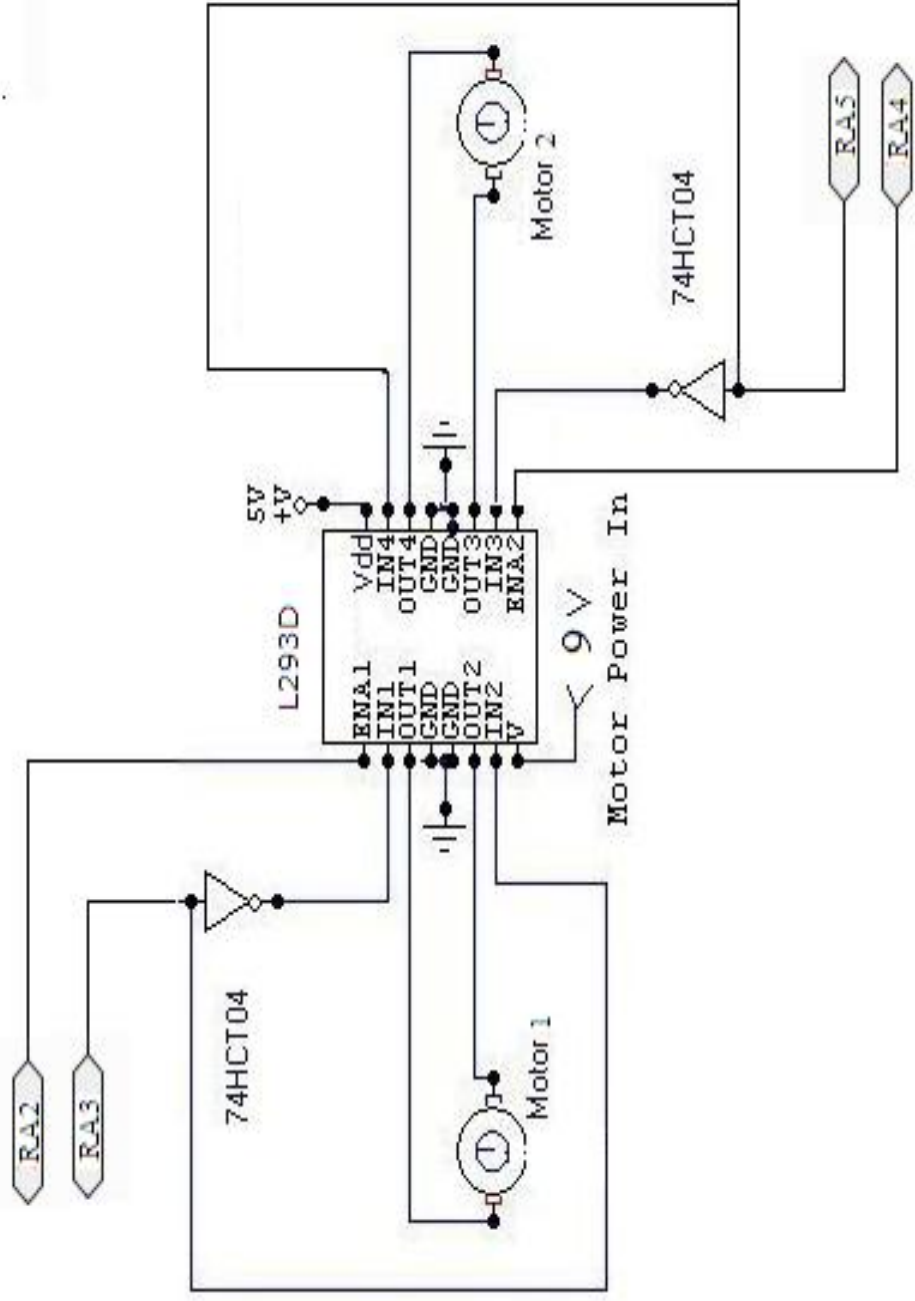 RA2
RA3
74HCT04
Motor 1
L293D
ENA1
IN1
OUT1
GND
GND
OUT2
IN2
V
5V
+V
Vdd
IN4
OUT4
GND
GND
OUT3
IN3
ENA2
9 V
Motor Power In
Motor 2
74HCT04
RA5
RA4